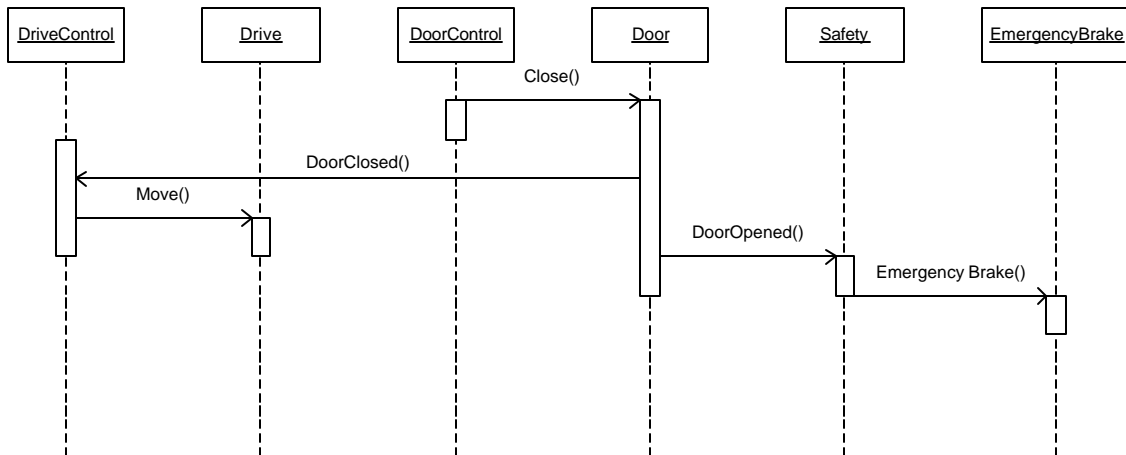 DriveControl
Drive
DoorControl
Door
Safety
EmergencyBrake
Close()
DoorClosed()
Move()
DoorOpened()
Emergency Brake()